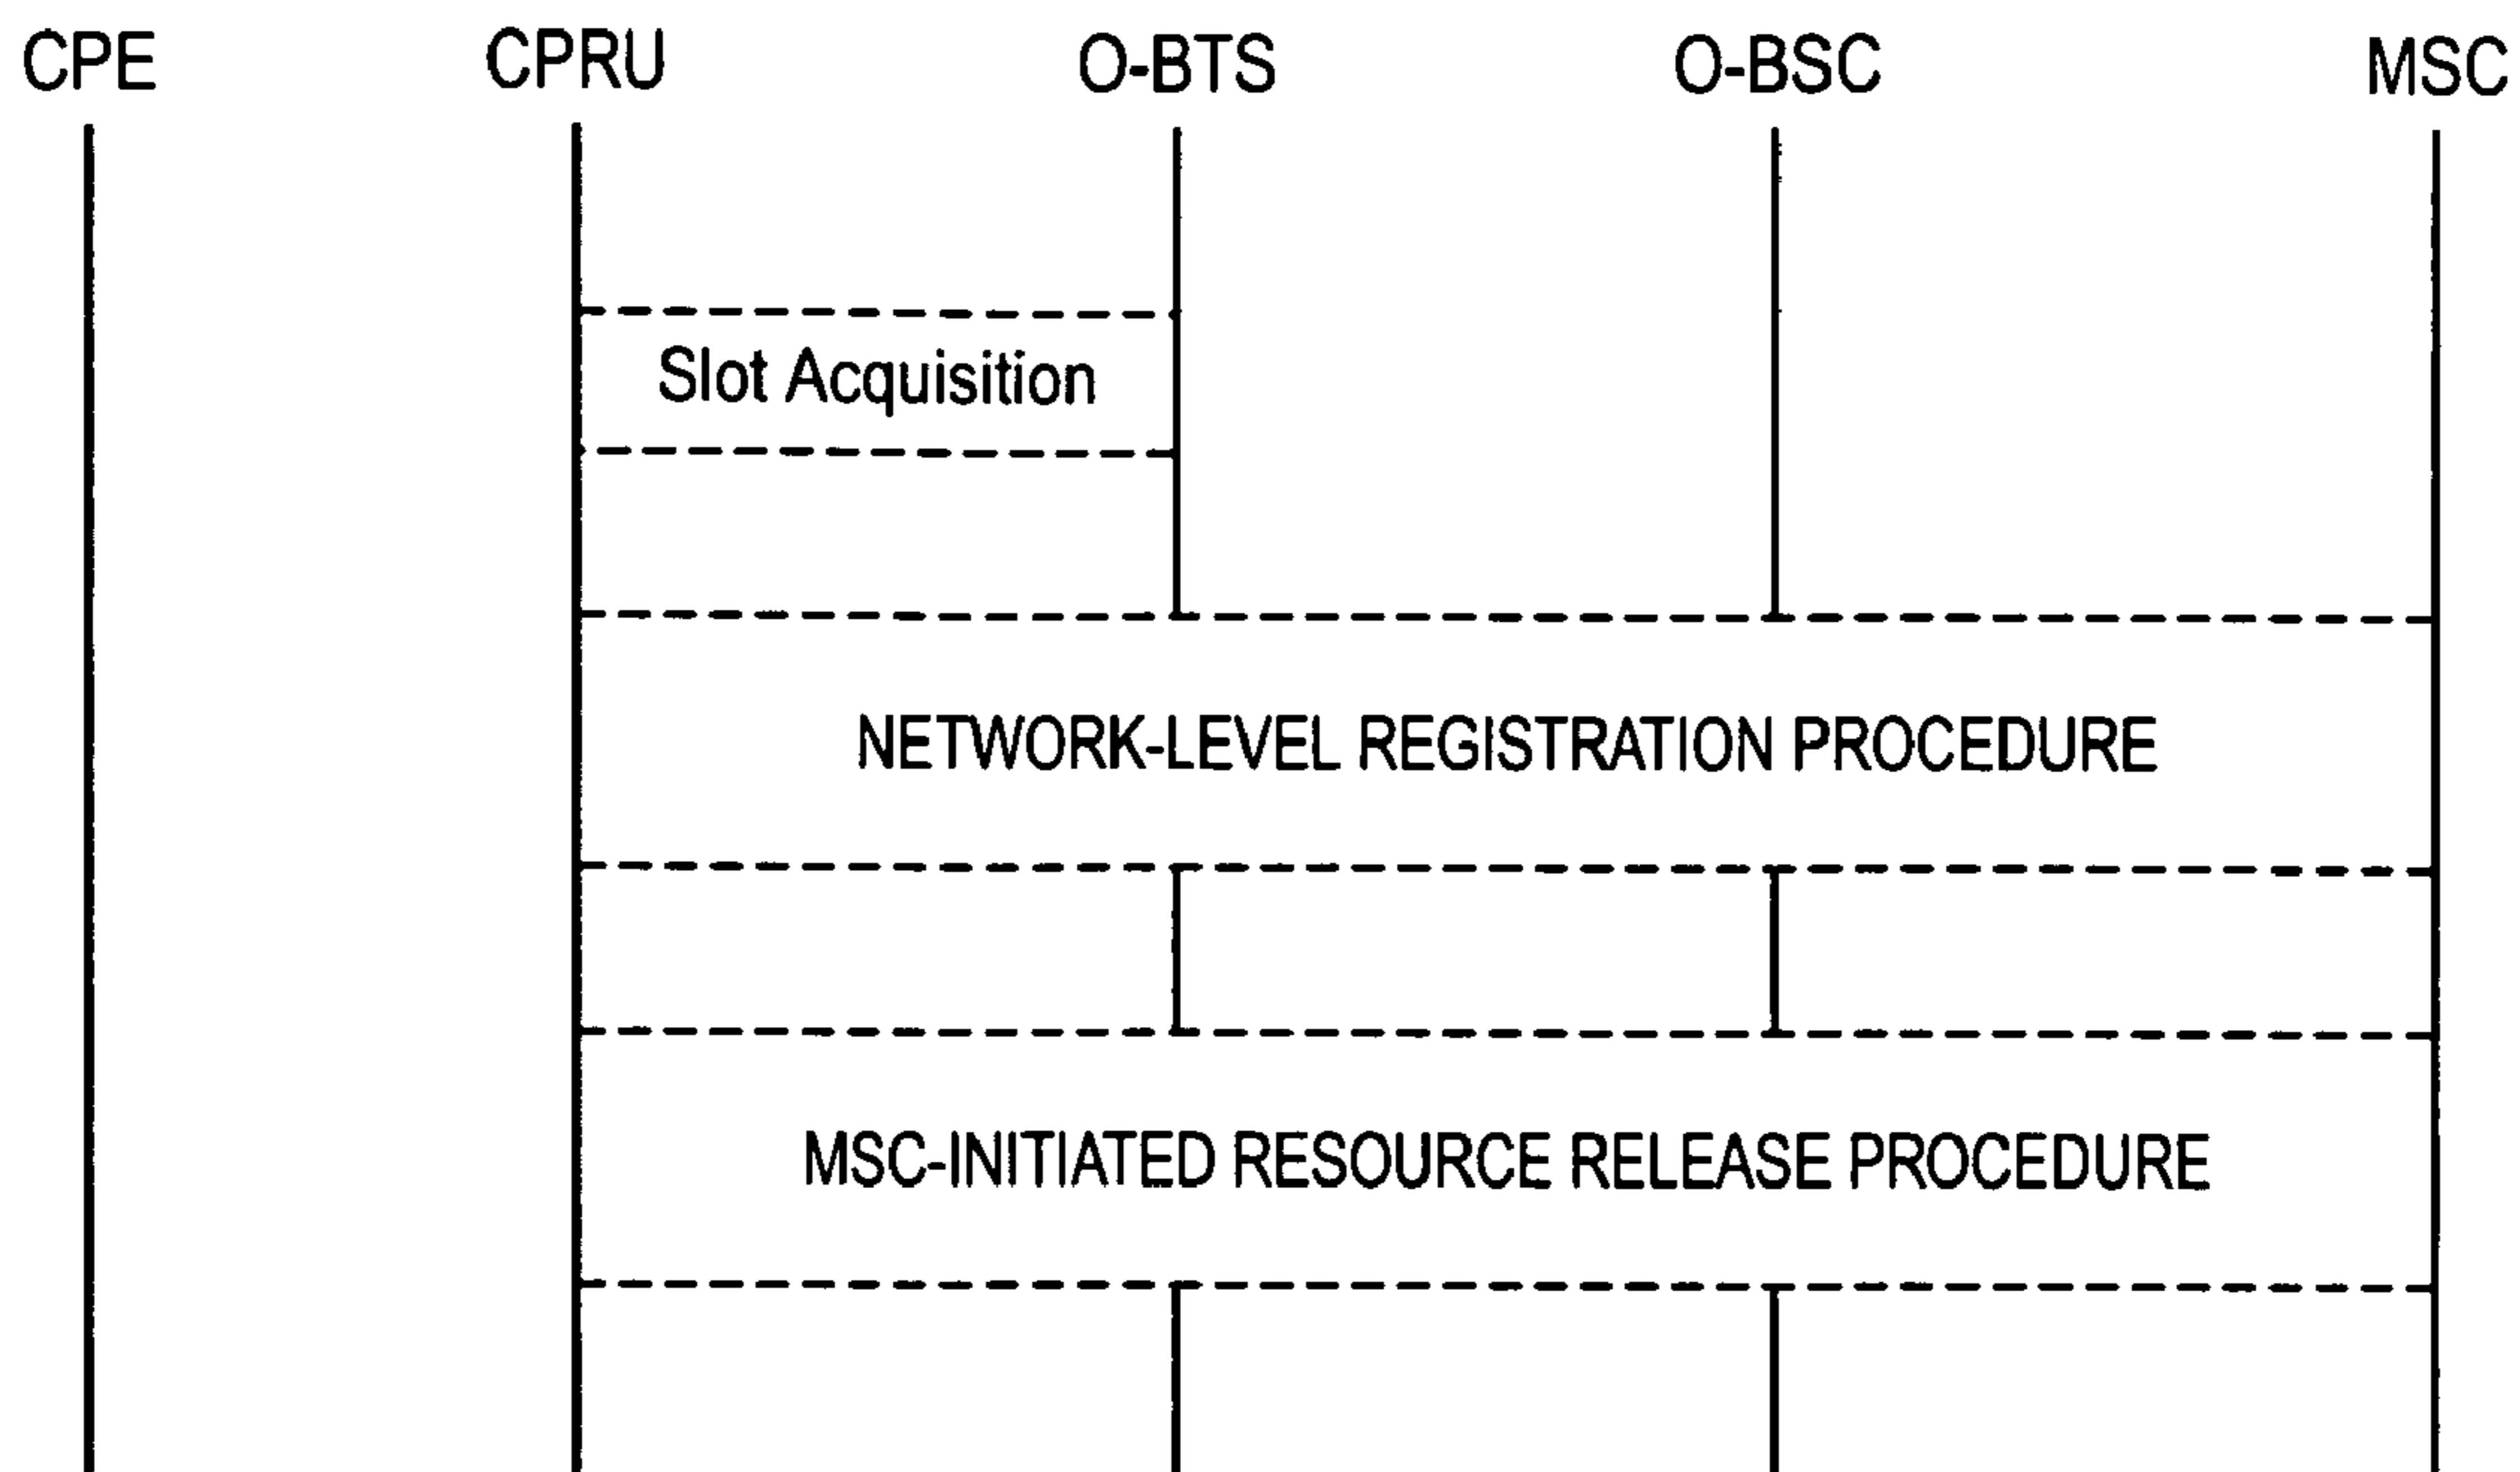 CPE CPRU O-BTS O-BSC MSC
Slot Acquisition
NETWORK-LEVEL REGISTRATION PROCEDURE
MSC-INITIATED RESOURCE RELEASE PROCEDURE